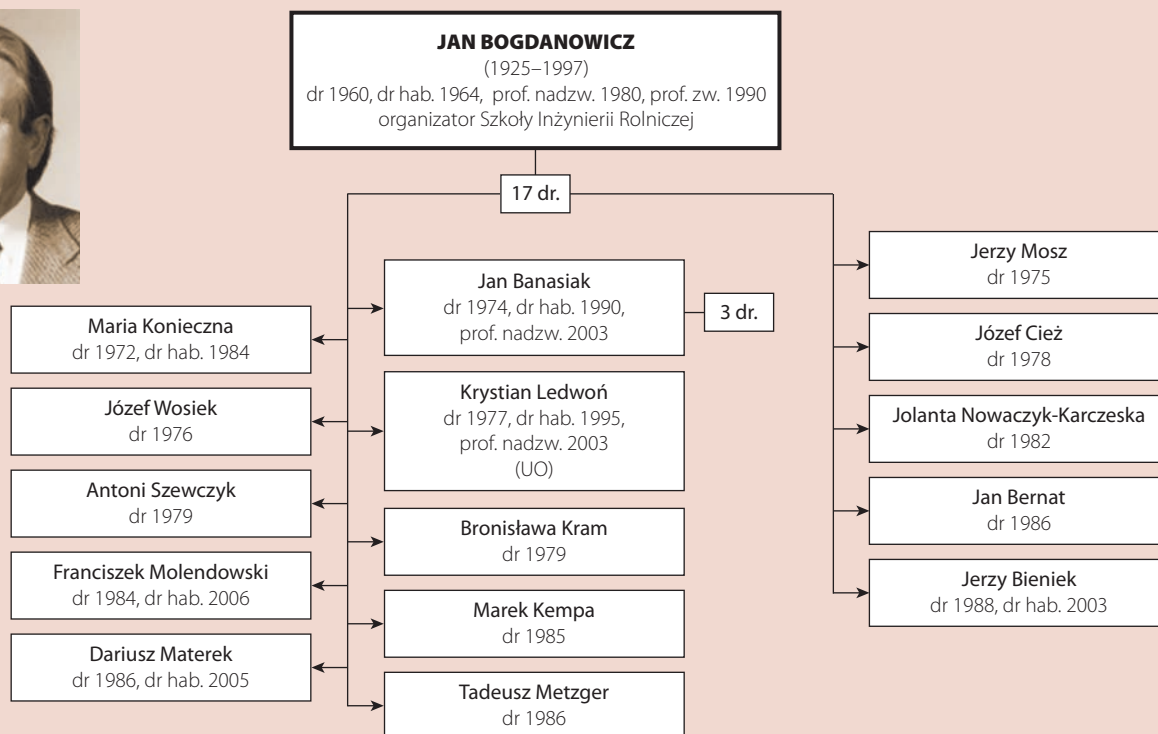 JAN BOGDANOWICZ
(1925–1997)
dr 1960, dr hab. 1964, prof. nadzw. 1980, prof. zw. 1990
organizator Szkoły Inżynierii Rolniczej
17 dr.
Maria Konieczna
dr 1972, dr hab. 1984
Józef Wosiek
dr 1976
Antoni Szewczyk
dr 1979
Franciszek Molendowski
dr 1984, dr hab. 2006
Dariusz Materek
dr 1986, dr hab. 2005
Jan Banasiak
dr 1974, dr hab. 1990,
prof. nadzw. 2003
3 dr.
Krystian Ledwoń
dr 1977, dr hab. 1995,
prof. nadzw. 2003
(UO)
Bronisława Kram
dr 1979
Marek Kempa
dr 1985
Tadeusz Metzger
dr 1986
Jerzy Mosz
dr 1975
Józef Cież
dr 1978
Jolanta Nowaczyk-Karczeska
dr 1982
Jan Bernat
dr 1986
Jerzy Bieniek
dr 1988, dr hab. 2003